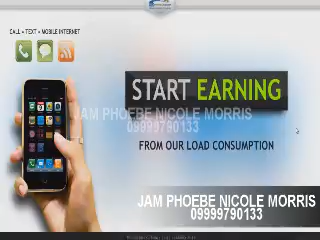 CALL • TEXT • MOBILE INTERNET
START EARNING
JAM PHOEBE NICOLE MORRIS
09999790133
FROM OUR LOAD CONSUMPTION
JAM PHOEBE NICOLE MORRIS
09999790133